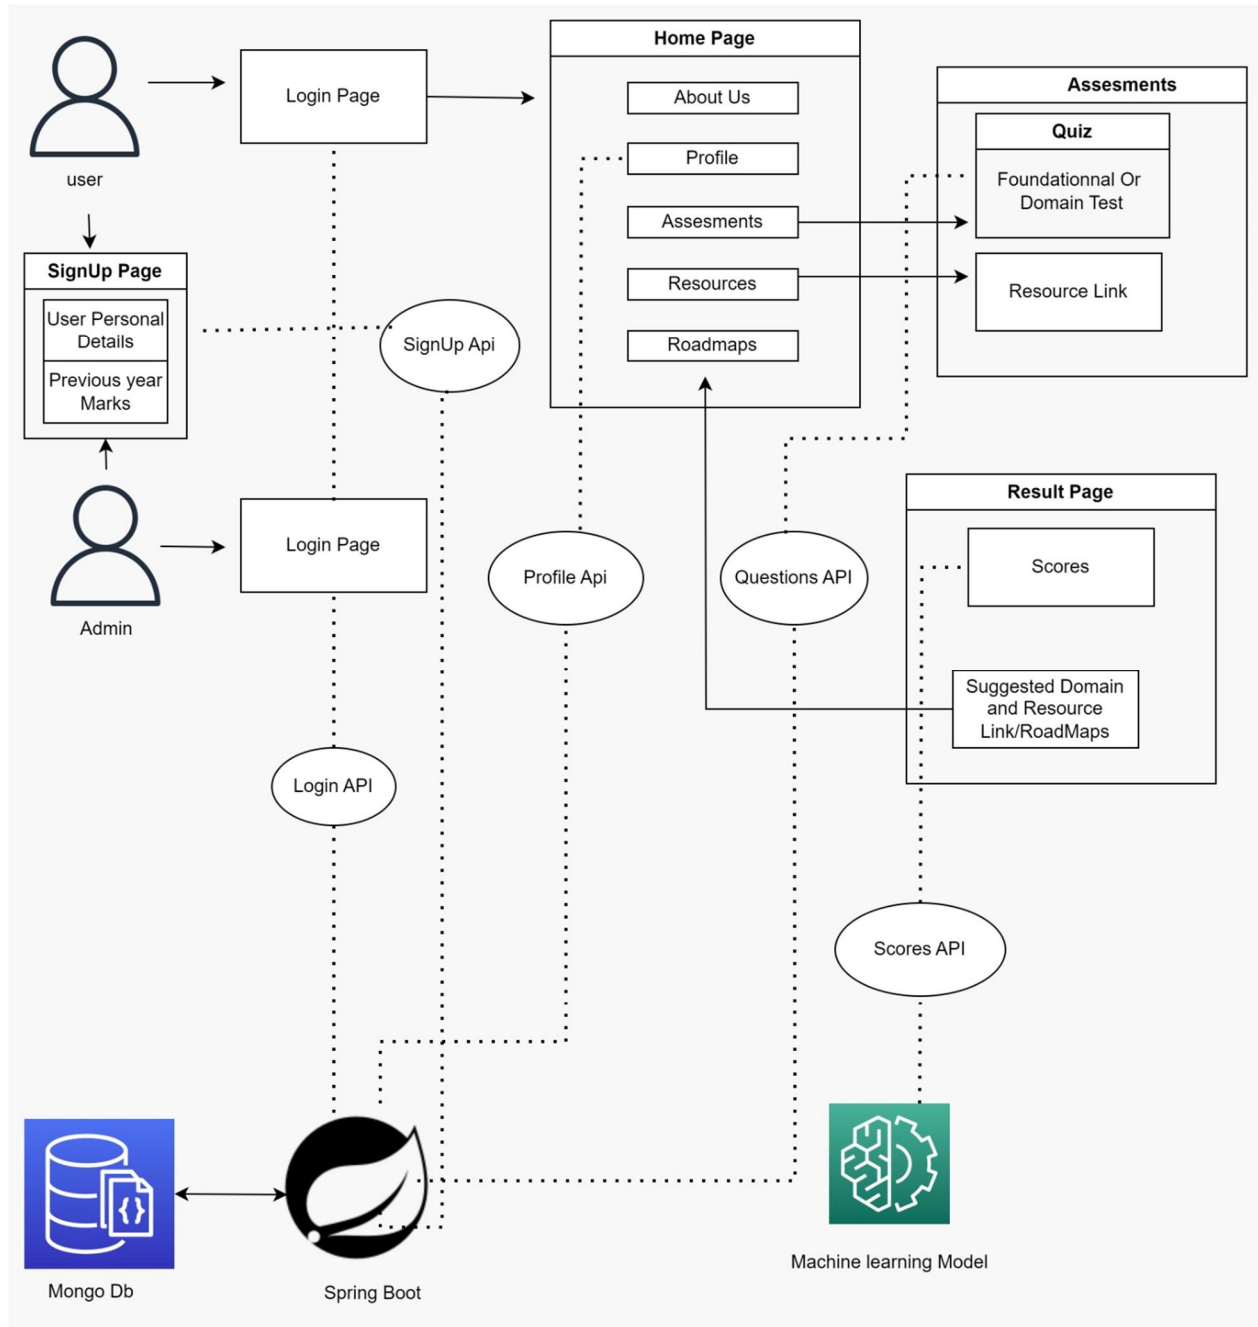 Home Page
About Us
Profile
Assesments
Resources
Roadmaps
Login Page
user
Assesments
Quiz
Foundationnal Or
Domain Test
Resource Link
SignUp Page
User Personal
Details
Previous year
Marks
SignUp Api
Login Page
Admin
Profile Api
Questions API
Result Page
Scores
Suggested Domain
and Resource
Link/RoadMaps
Login API
Scores API
{}
Mongo Db
Spring Boot
Machine learning Model